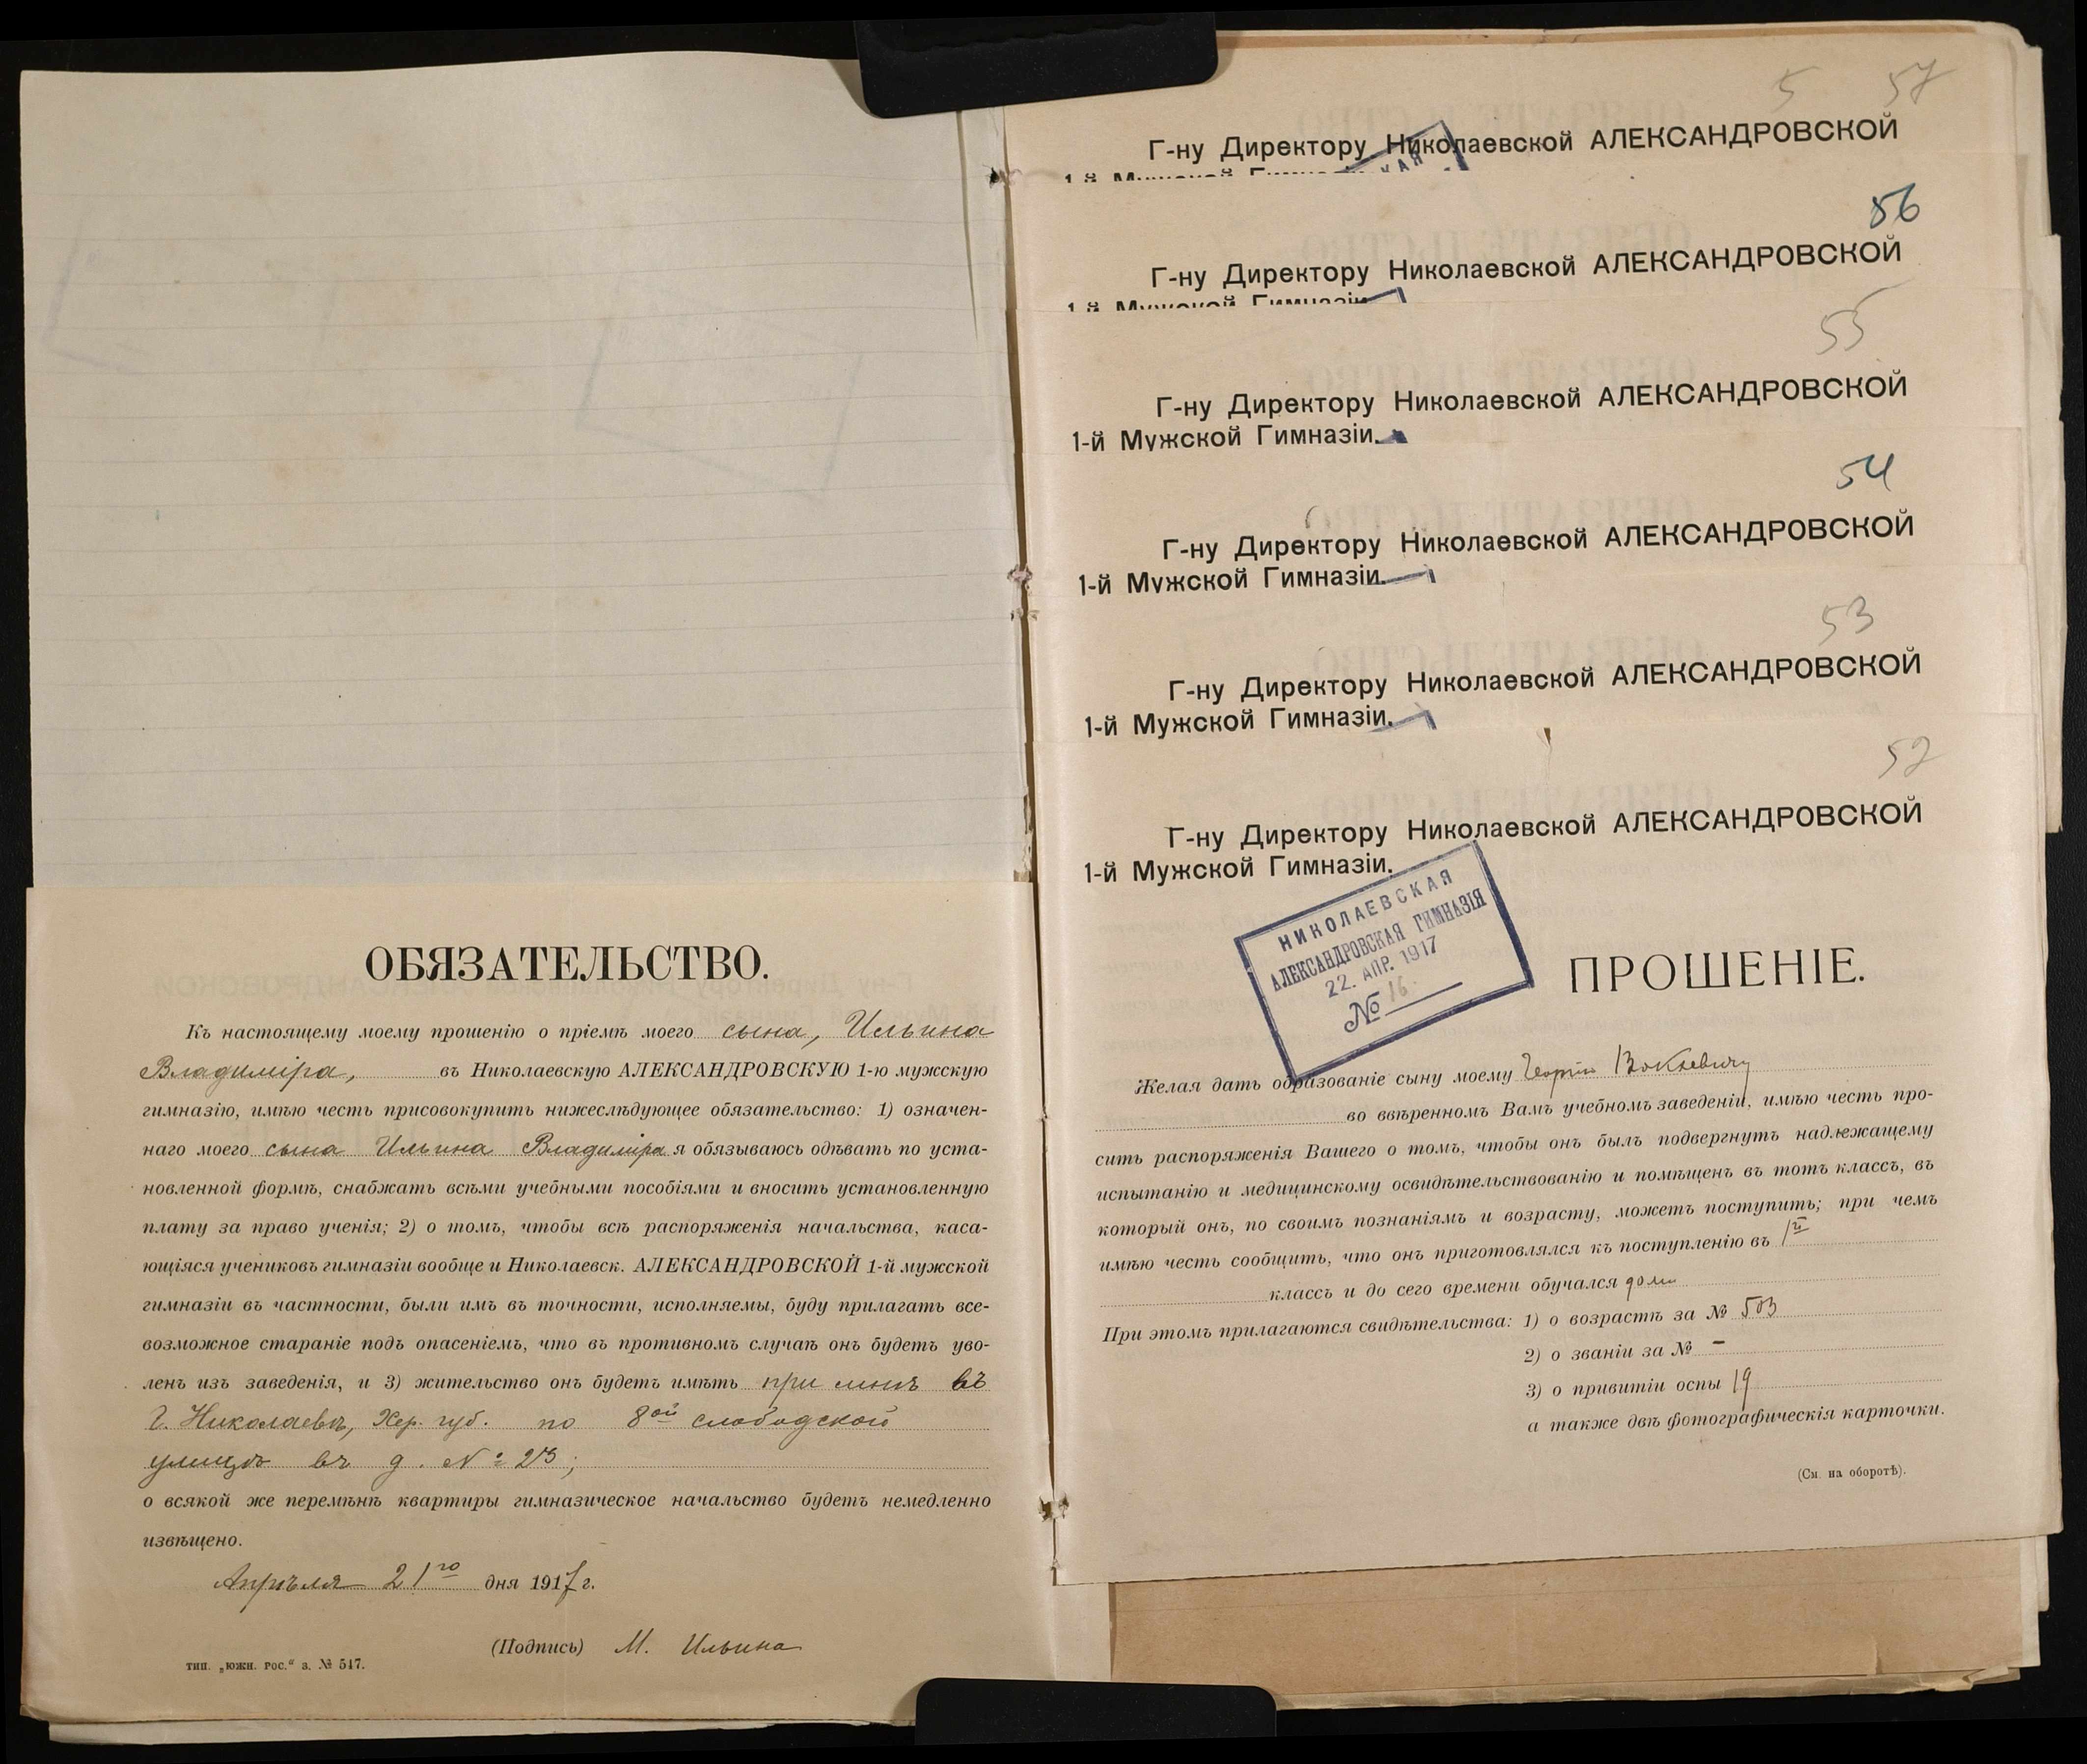 ОБЯЗАТЕЛЬСТВО.
Къ настоящему моему прошенію о пріемѣ моего сына, Ильина
Владиміра, въ Николаевскую АЛЕКСАНДРОВСКУЮ 1-ю мужскую
гимназію, имѣю честь присовокупить нижеслѣдующее обязательство: 1) означен-
наго моего сына Ильина Владиміра я обязываюсь одѣвать по уста-
новленной формѣ, снабжать всѣми учебными пособіями и вносить установленную
плату за право ученія; 2) о томъ, чтобы всѣ распоряженія начальства, каса-
ющіяся учениковъ гимназіи вообще и Николаевск. АЛЕКСАНДРОВСКОЙ 1-й мужской
гимназіи въ частности, были имъ въ точности, исполняемы, буду прилагать все-
возможное стараніе подъ опасеніемъ, что въ противномъ случаѣ онъ будетъ уво-
ленъ изъ заведенія, и 3) жительство онъ будетъ имѣть при мнѣ въ
г. Николаевѣ, Хер. губ. по 8ой слободской
улицѣ въ д. №
о всякой же перемѣнѣ квартиры гимназическое начальство будетъ немедленно
извѣщено.
Апрѣля 21го дня 1917 г.
(Подпись) М. Ильина
тип. „южн. рос." з. № 517.
5 57
Г-ну Директору Николаевской АЛЕКСАНДРОВСКОЙ
1-й Мужской Гимназіи
56
Г-ну Директору Николаевской АЛЕКСАНДРОВСКОЙ
1-й Мужской Гимназіи
55
Г-ну Директору Николаевской АЛЕКСАНДРОВСКОЙ
1-й Мужской Гимназіи.
54
Г-ну Директору Николаевской АЛЕКСАНДРОВСКОЙ
1-й Мужской Гимназіи.
53
Г-ну Директору Николаевской АЛЕКСАНДРОВСКОЙ
1-й Мужской Гимназіи.
52
Г-ну Директору Николаевской АЛЕКСАНДРОВСКОЙ
1-й Мужской Гимназіи.
НИКОЛАЕВСКАЯ
АЛЕКСАНДРОВСКАЯ ГИМНАЗІЯ
22. АПР. 1917
№ 16.
ПРОШЕНІЕ.
Желая дать образованіе сыну моему Георгію
во ввѣренномъ Вамъ учебномъ заведеніи, имѣю честь про-
сить распоряженія Вашего о томъ, чтобы онъ былъ подвергнутъ надлежащему
испытанію и медицинскому освидѣтельствованію и помѣщенъ въ тотъ классъ, въ
который онъ, по своимъ познаніямъ и возрасту, можетъ поступить; при чемъ
имѣю честь сообщить, что онъ приготовлялся къ поступленію въ 1й
классъ и до сего времени обучался дома
При этомъ прилагаются свидѣтельства: 1) о возрастѣ за № 503
2) о званіи за № –
3) о привитіи оспы 19
а также двѣ фотографическія карточки.
(См. на оборотѣ).